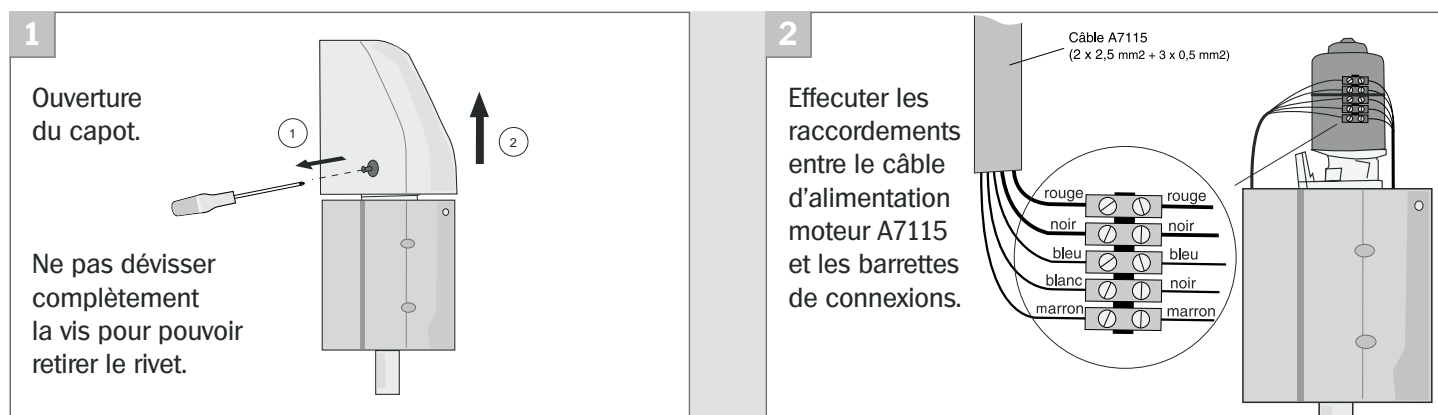 1
Ouverture
du capot.
1
2
Ne pas dévisser
complètement
la vis pour pouvoir
retirer le rivet.
2
Effecuter les
raccordements
entre le câble
d'alimentation
moteur A7115
et les barrettes
de connexions.
Câble A7115
(2 x 2,5 mm2 + 3 x 0,5 mm2)
rouge rouge
noir noir
bleu bleu
blanc noir
marron marron